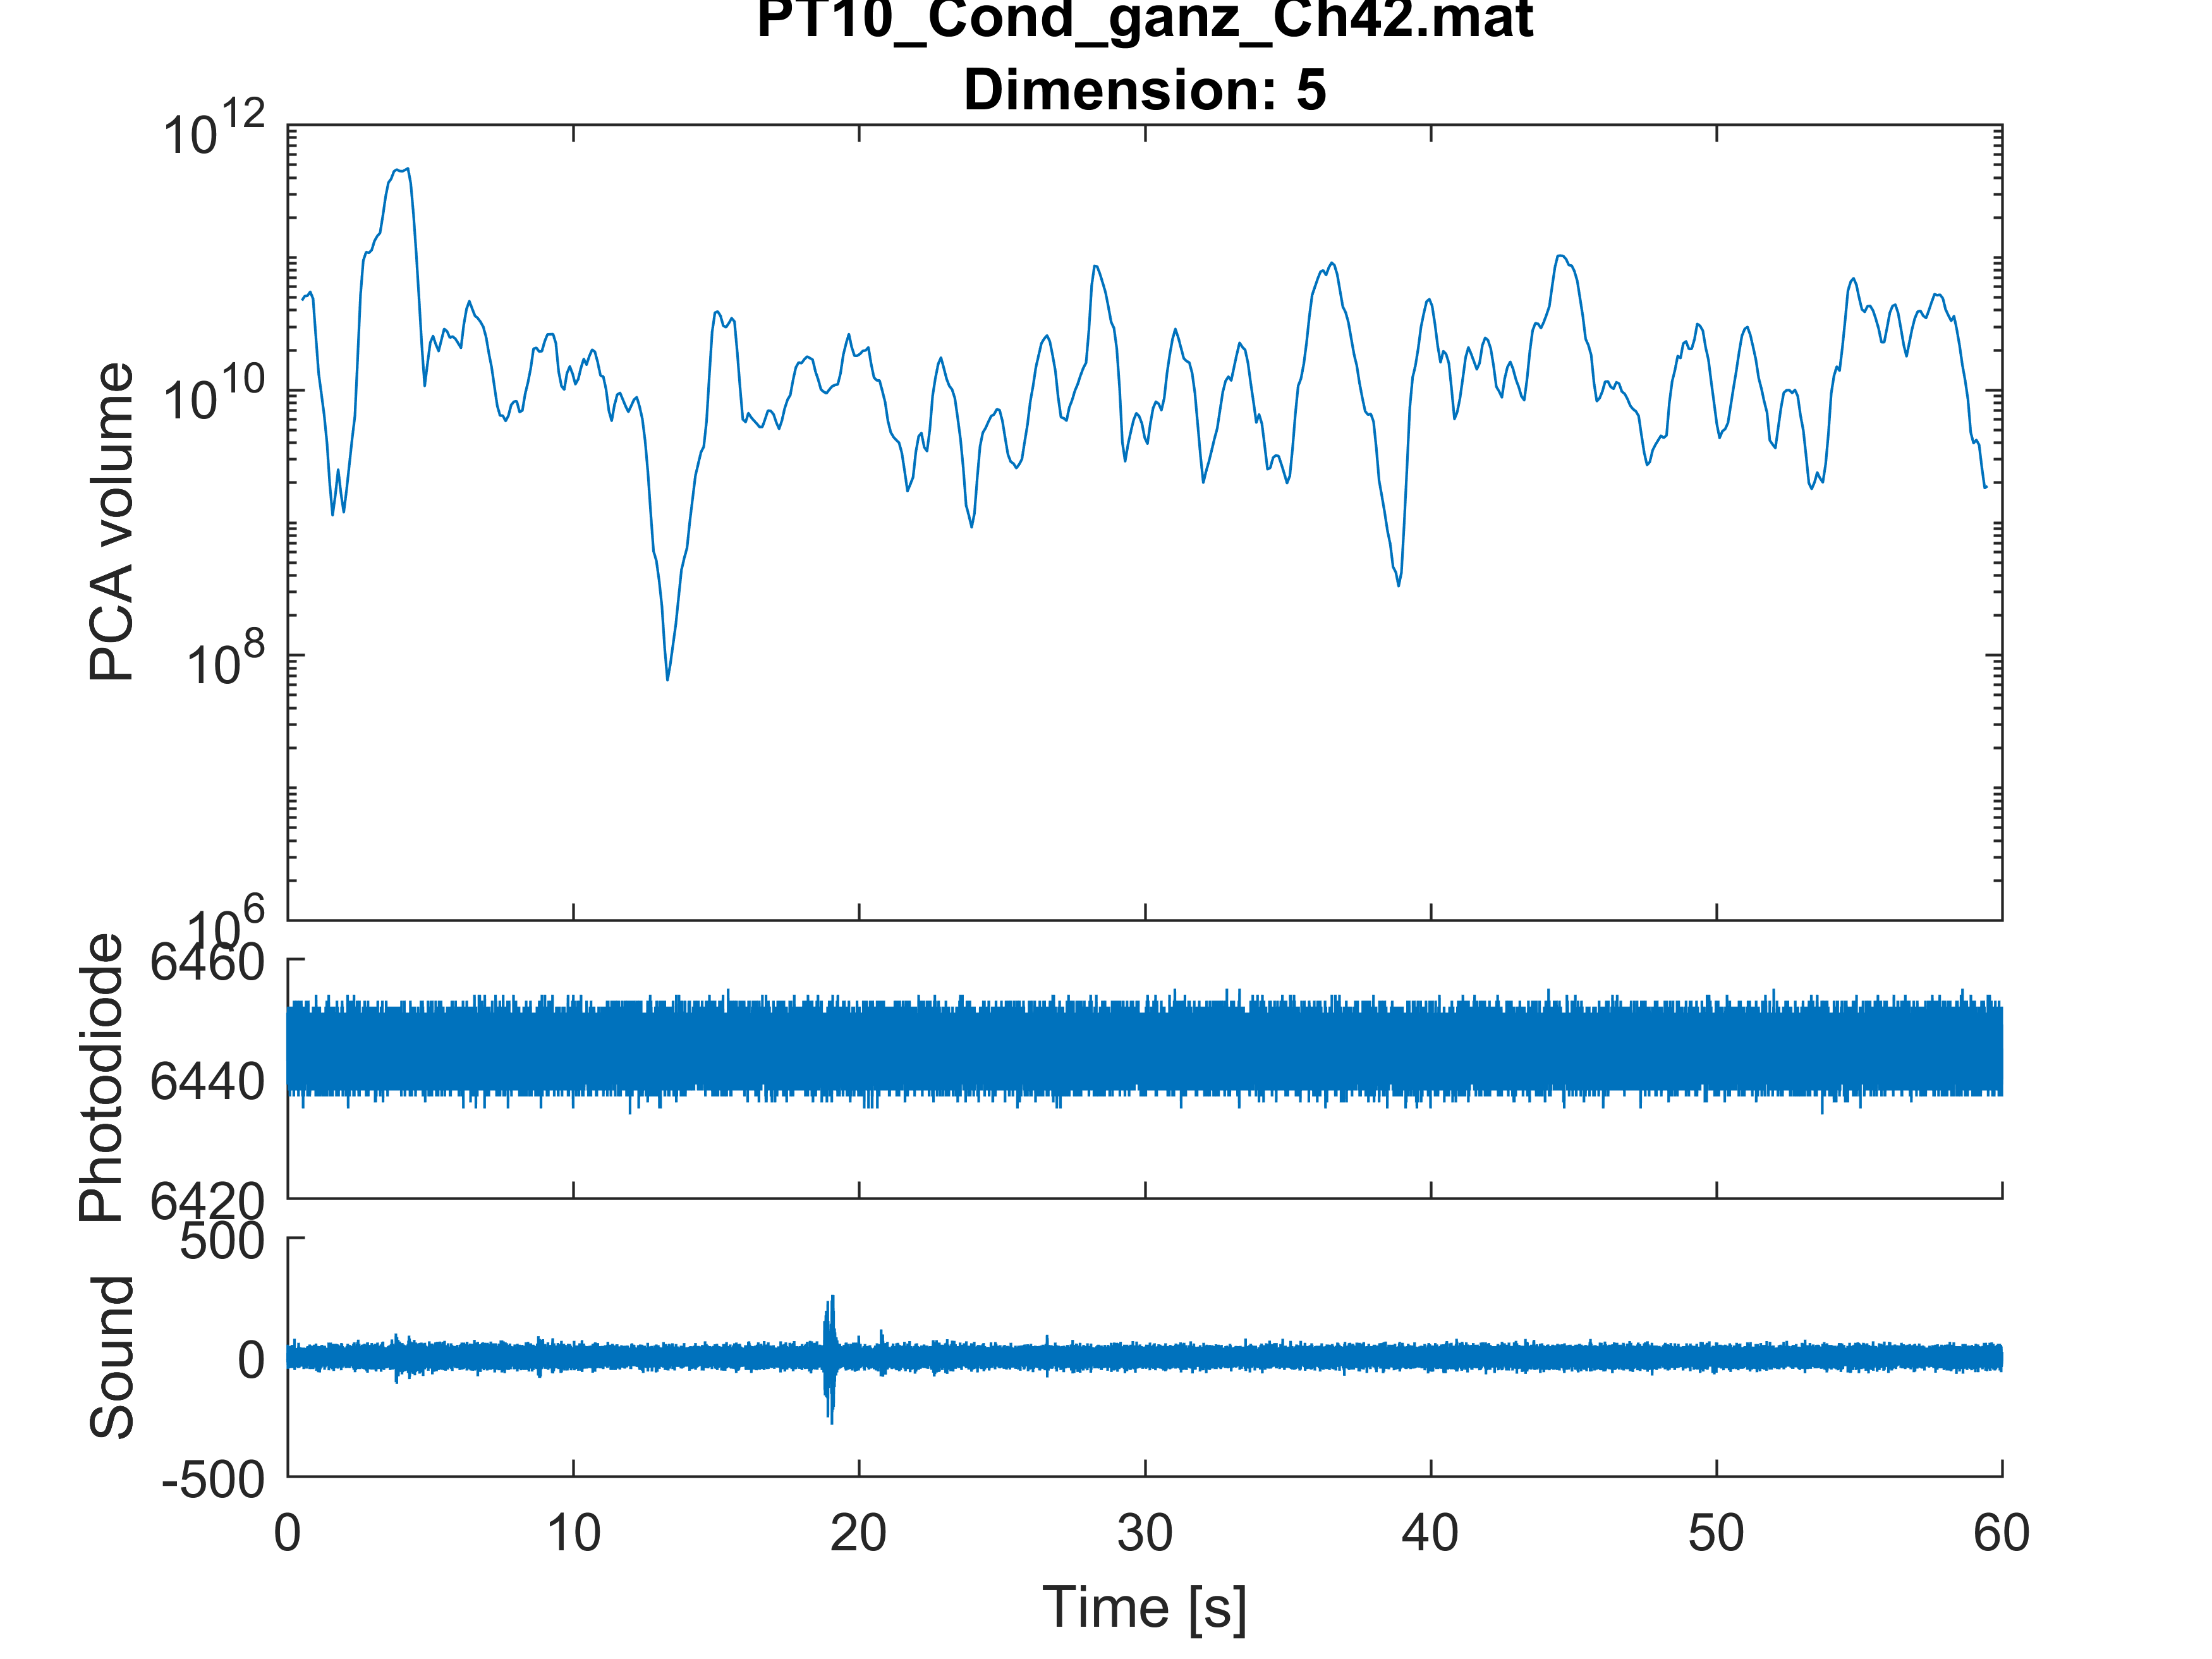 PT10_Cond_ganz_Ch42.mat
Dimension: 5
10^12
10^10
10^8
10^6
PCA volume
6460
6440
6420
Photodiode
500
0
-500
Sound
0 10 20 30 40 50 60
Time [s]